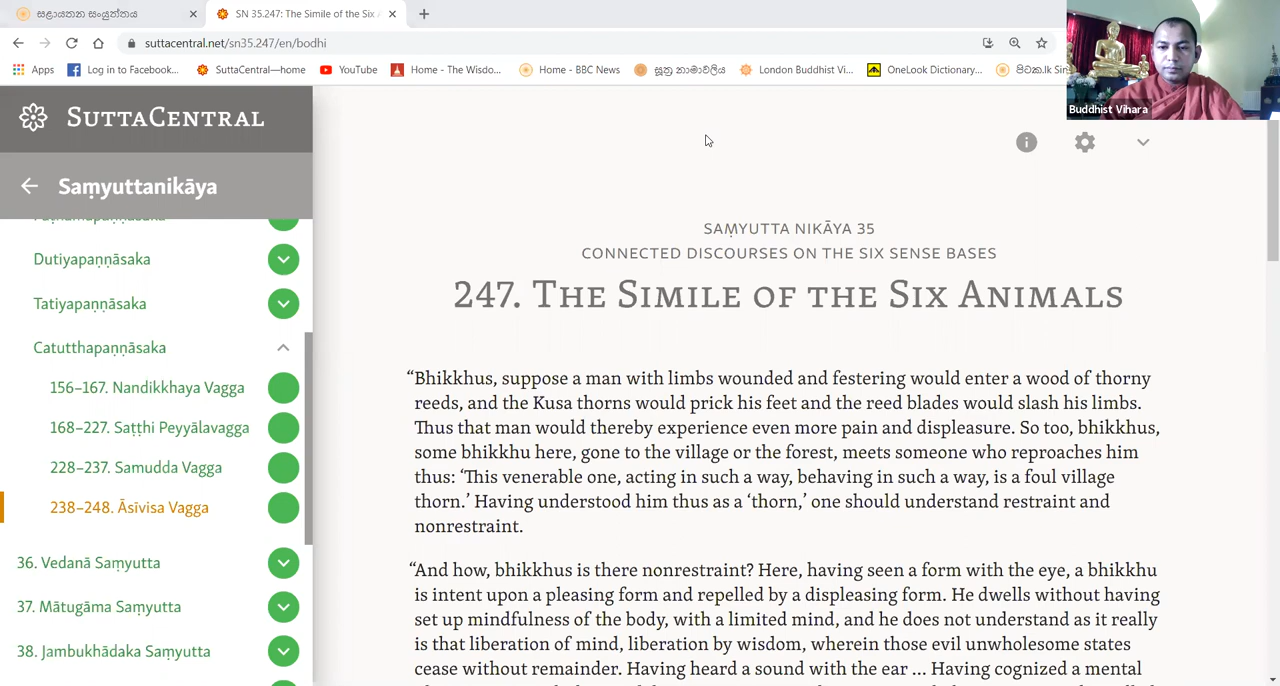 සළායතන සංයුත්තය
SN 35.247: The Simile of the Six A
suttacentral.net/sn35.247/en/bodhi
Apps
Log in to Facebook...
SuttaCentral—home
YouTube
Home - The Wisdo...
Home - BBC News
සූත්‍ර නාමාවලිය
London Buddhist Vi...
OneLook Dictionary...
පිටක.lk
Buddhist Vihara
SuttaCentral
Saṃyuttanikāya
Dutiyapaṇṇāsaka
Tatiyapaṇṇāsaka
Catutthapaṇṇāsaka
156–167. Nandikkhaya Vagga
168–227. Saṭṭhi Peyyālavagga
228–237. Samudda Vagga
238–248. Āsīvisa Vagga
36. Vedanā Saṃyutta
37. Mātugāma Saṃyutta
38. Jambukhādaka Saṃyutta
SAṂYUTTA NIKĀYA 35
CONNECTED DISCOURSES ON THE SIX SENSE BASES
247. The Simile of the Six Animals
“Bhikkhus, suppose a man with limbs wounded and festering would enter a wood of thorny
reeds, and the Kusa thorns would prick his feet and the reed blades would slash his limbs.
Thus that man would thereby experience even more pain and displeasure. So too, bhikkhus,
some bhikkhu here, gone to the village or the forest, meets someone who reproaches him
thus: ‘This venerable one, acting in such a way, behaving in such a way, is a foul village
thorn.’ Having understood him thus as a ‘thorn,’ one should understand restraint and
nonrestraint.
“And how, bhikkhus is there nonrestraint? Here, having seen a form with the eye, a bhikkhu
is intent upon a pleasing form and repelled by a displeasing form. He dwells without having
set up mindfulness of the body, with a limited mind, and he does not understand as it really
is that liberation of mind, liberation by wisdom, wherein those evil unwholesome states
cease without remainder. Having heard a sound with the ear … Having cognized a mental